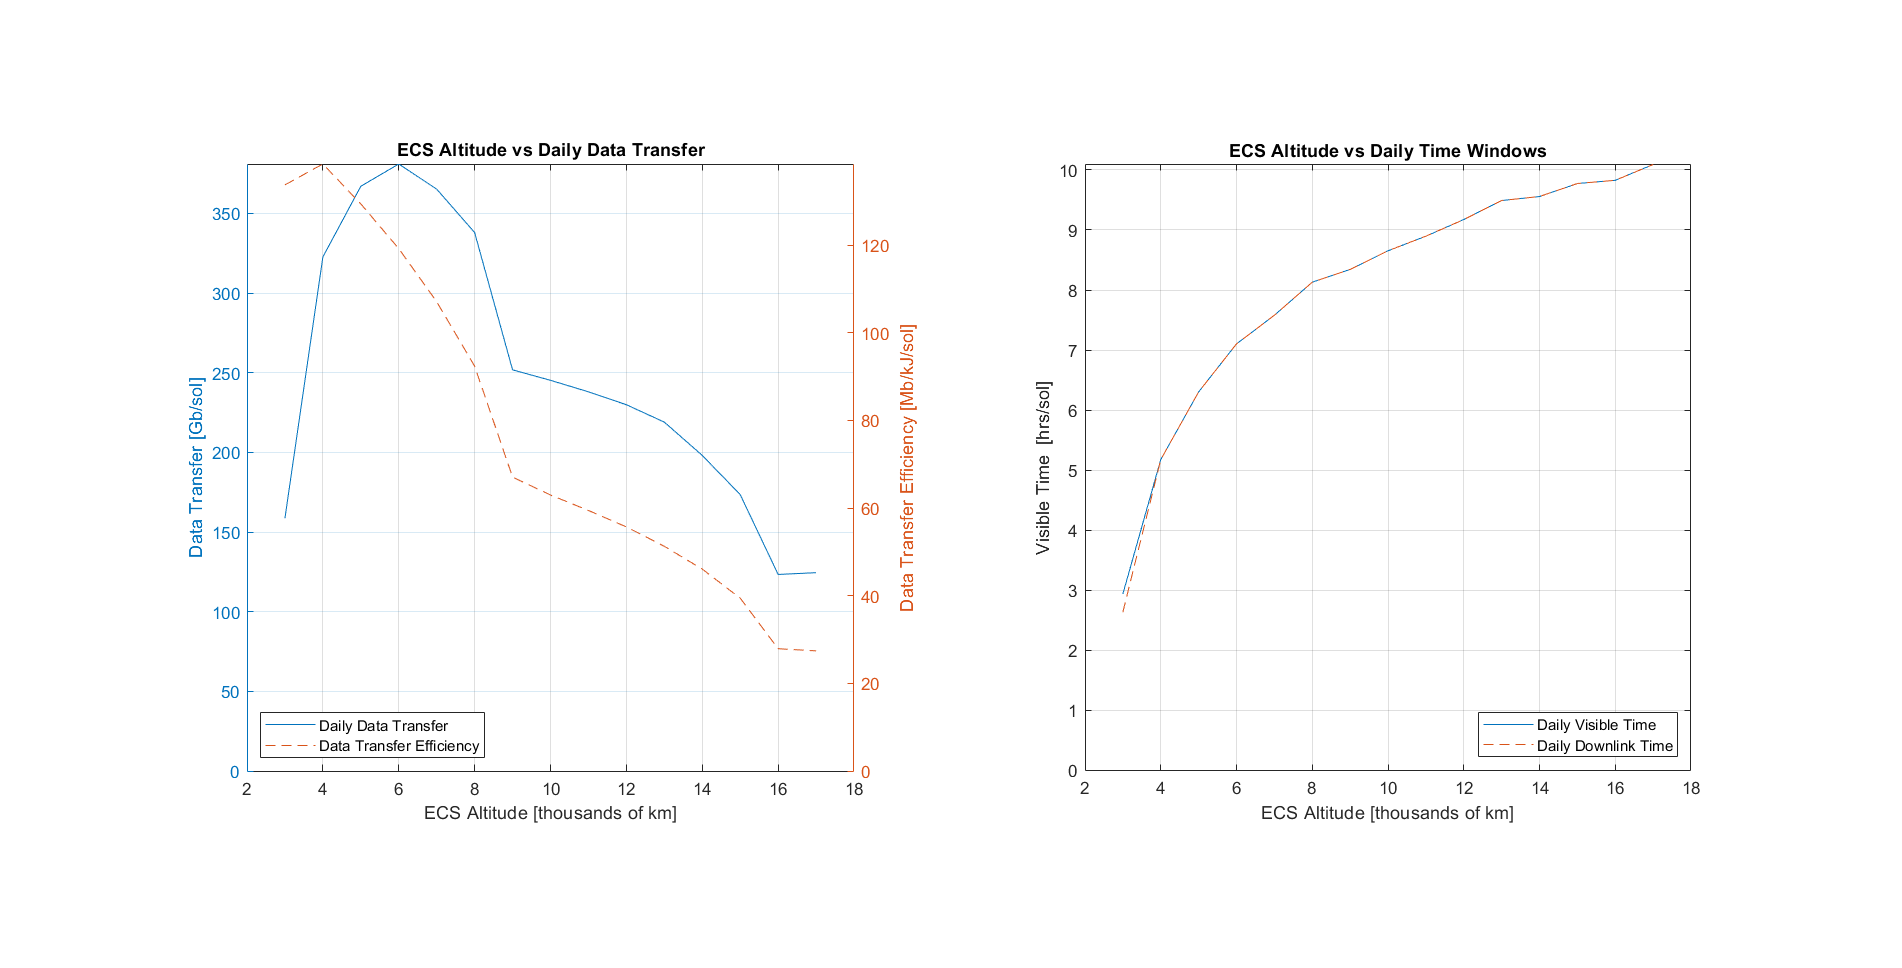 ECS Altitude vs Daily Data Transfer
350
300
250
200
150
100
50
0
Data Transfer [Gb/sol]
120
100
80
60
40
20
0
Data Transfer Efficiency [Mb/kJ/sol]
Daily Data Transfer
Data Transfer Efficiency
2 4 6 8 10 12 14 16 18
ECS Altitude [thousands of km]
ECS Altitude vs Daily Time Windows
10
9
8
7
6
5
4
3
2
1
0
Visible Time [hrs/sol]
Daily Visible Time
Daily Downlink Time
2 4 6 8 10 12 14 16 18
ECS Altitude [thousands of km]